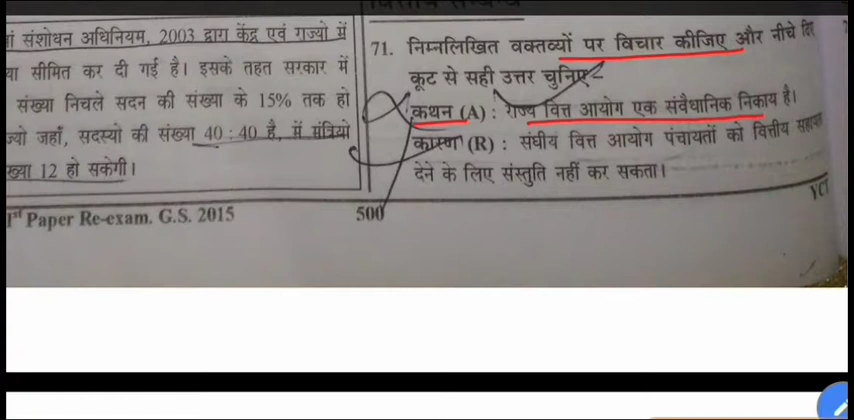 ां संशोधन अधिनियम, 2003 द्वारा केंद्र एवं राज्यो में
या सीमित कर दी गई है। इसके तहत सरकार में
संख्या निचले सदन की संख्या के 15% तक हो
ज्यो जहाँ, सदस्यो की संख्या 40 : 40 है, में मंत्रियो
ख्या 12 हो सकेगी।
Ist Paper Re-exam. G.S. 2015
500
71. निम्नलिखित वक्तव्यों पर विचार कीजिए और नीचे दिए
कूट से सही उत्तर चुनिए-
कथन (A) : राज्य वित्त आयोग एक संवैधानिक निकाय है।
कारण (R) : संघीय वित्त आयोग पंचायतों को वित्तीय
देने के लिए संस्तुति नहीं कर सकता।
YCT